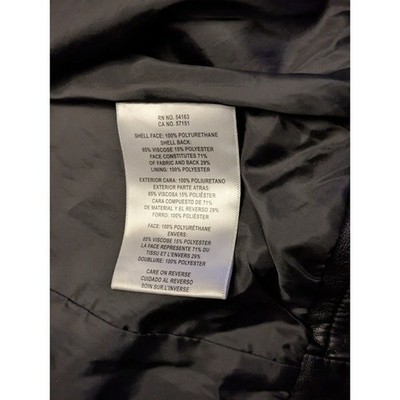 RN NO. 54163
CA NO. 57151
SHELL FACE: 100% POLYURETHANE
SHELL BACK:
85% VISCOSE 15% POLYESTER
FACE CONSTITUTES 71%
OF FABRIC AND BACK 29%
LINING: 100% POLYESTER
EXTERIOR CARA: 100% POLIURETANO
EXTERIOR PARTE ATRAS:
85% VISCOSA 15% POLIÉSTER
CARA COMPUESTO DE 71%
DE MATERIAL Y EL REVERSO 29%
FORRO: 100% POLIÉSTER
FACE: 100% POLYURÉTHANE
ENVERS:
85% VISCOSE 15% POLYESTER
LA FACE REPRÉSENTE 71% DU
TISSU ET L'ENVERS 29%
DOUBLURE: 100% POLYESTER
CARE ON REVERSE
CUIDADO AL REVERSO
SOIN SUR L'INVERSE